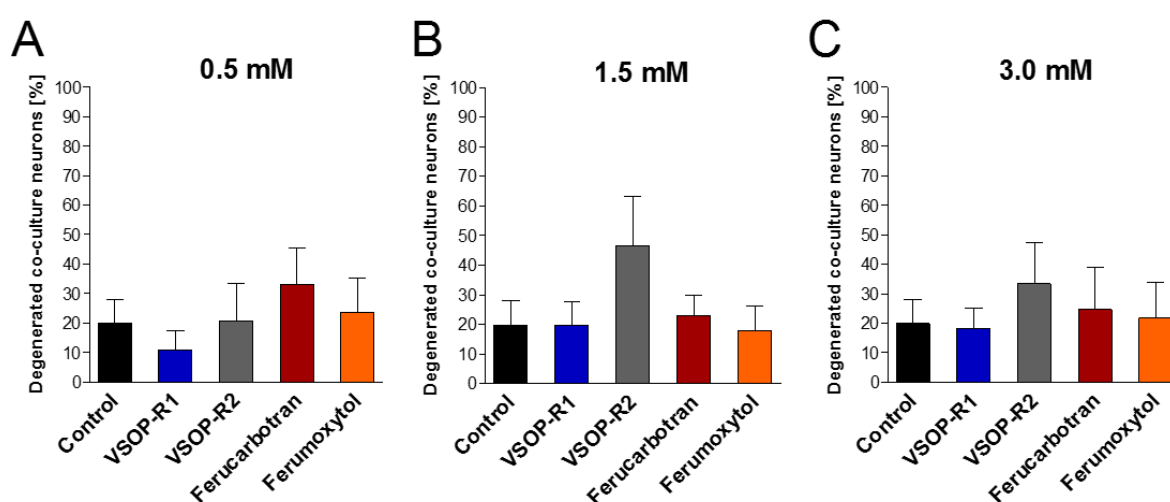 A
0.5 mM
Degenerated co-culture neurons [%]
100
90
80
70
60
50
40
30
20
10
0
Control
VSOP-R1
VSOP-R2
Ferucarbotran
Ferumoxytol
B
1.5 mM
Degenerated co-culture neurons [%]
100
90
80
70
60
50
40
30
20
10
0
Control
VSOP-R1
VSOP-R2
Ferucarbotran
Ferumoxytol
C
3.0 mM
Degenerated co-culture neurons [%]
100
90
80
70
60
50
40
30
20
10
0
Control
VSOP-R1
VSOP-R2
Ferucarbotran
Ferumoxytol